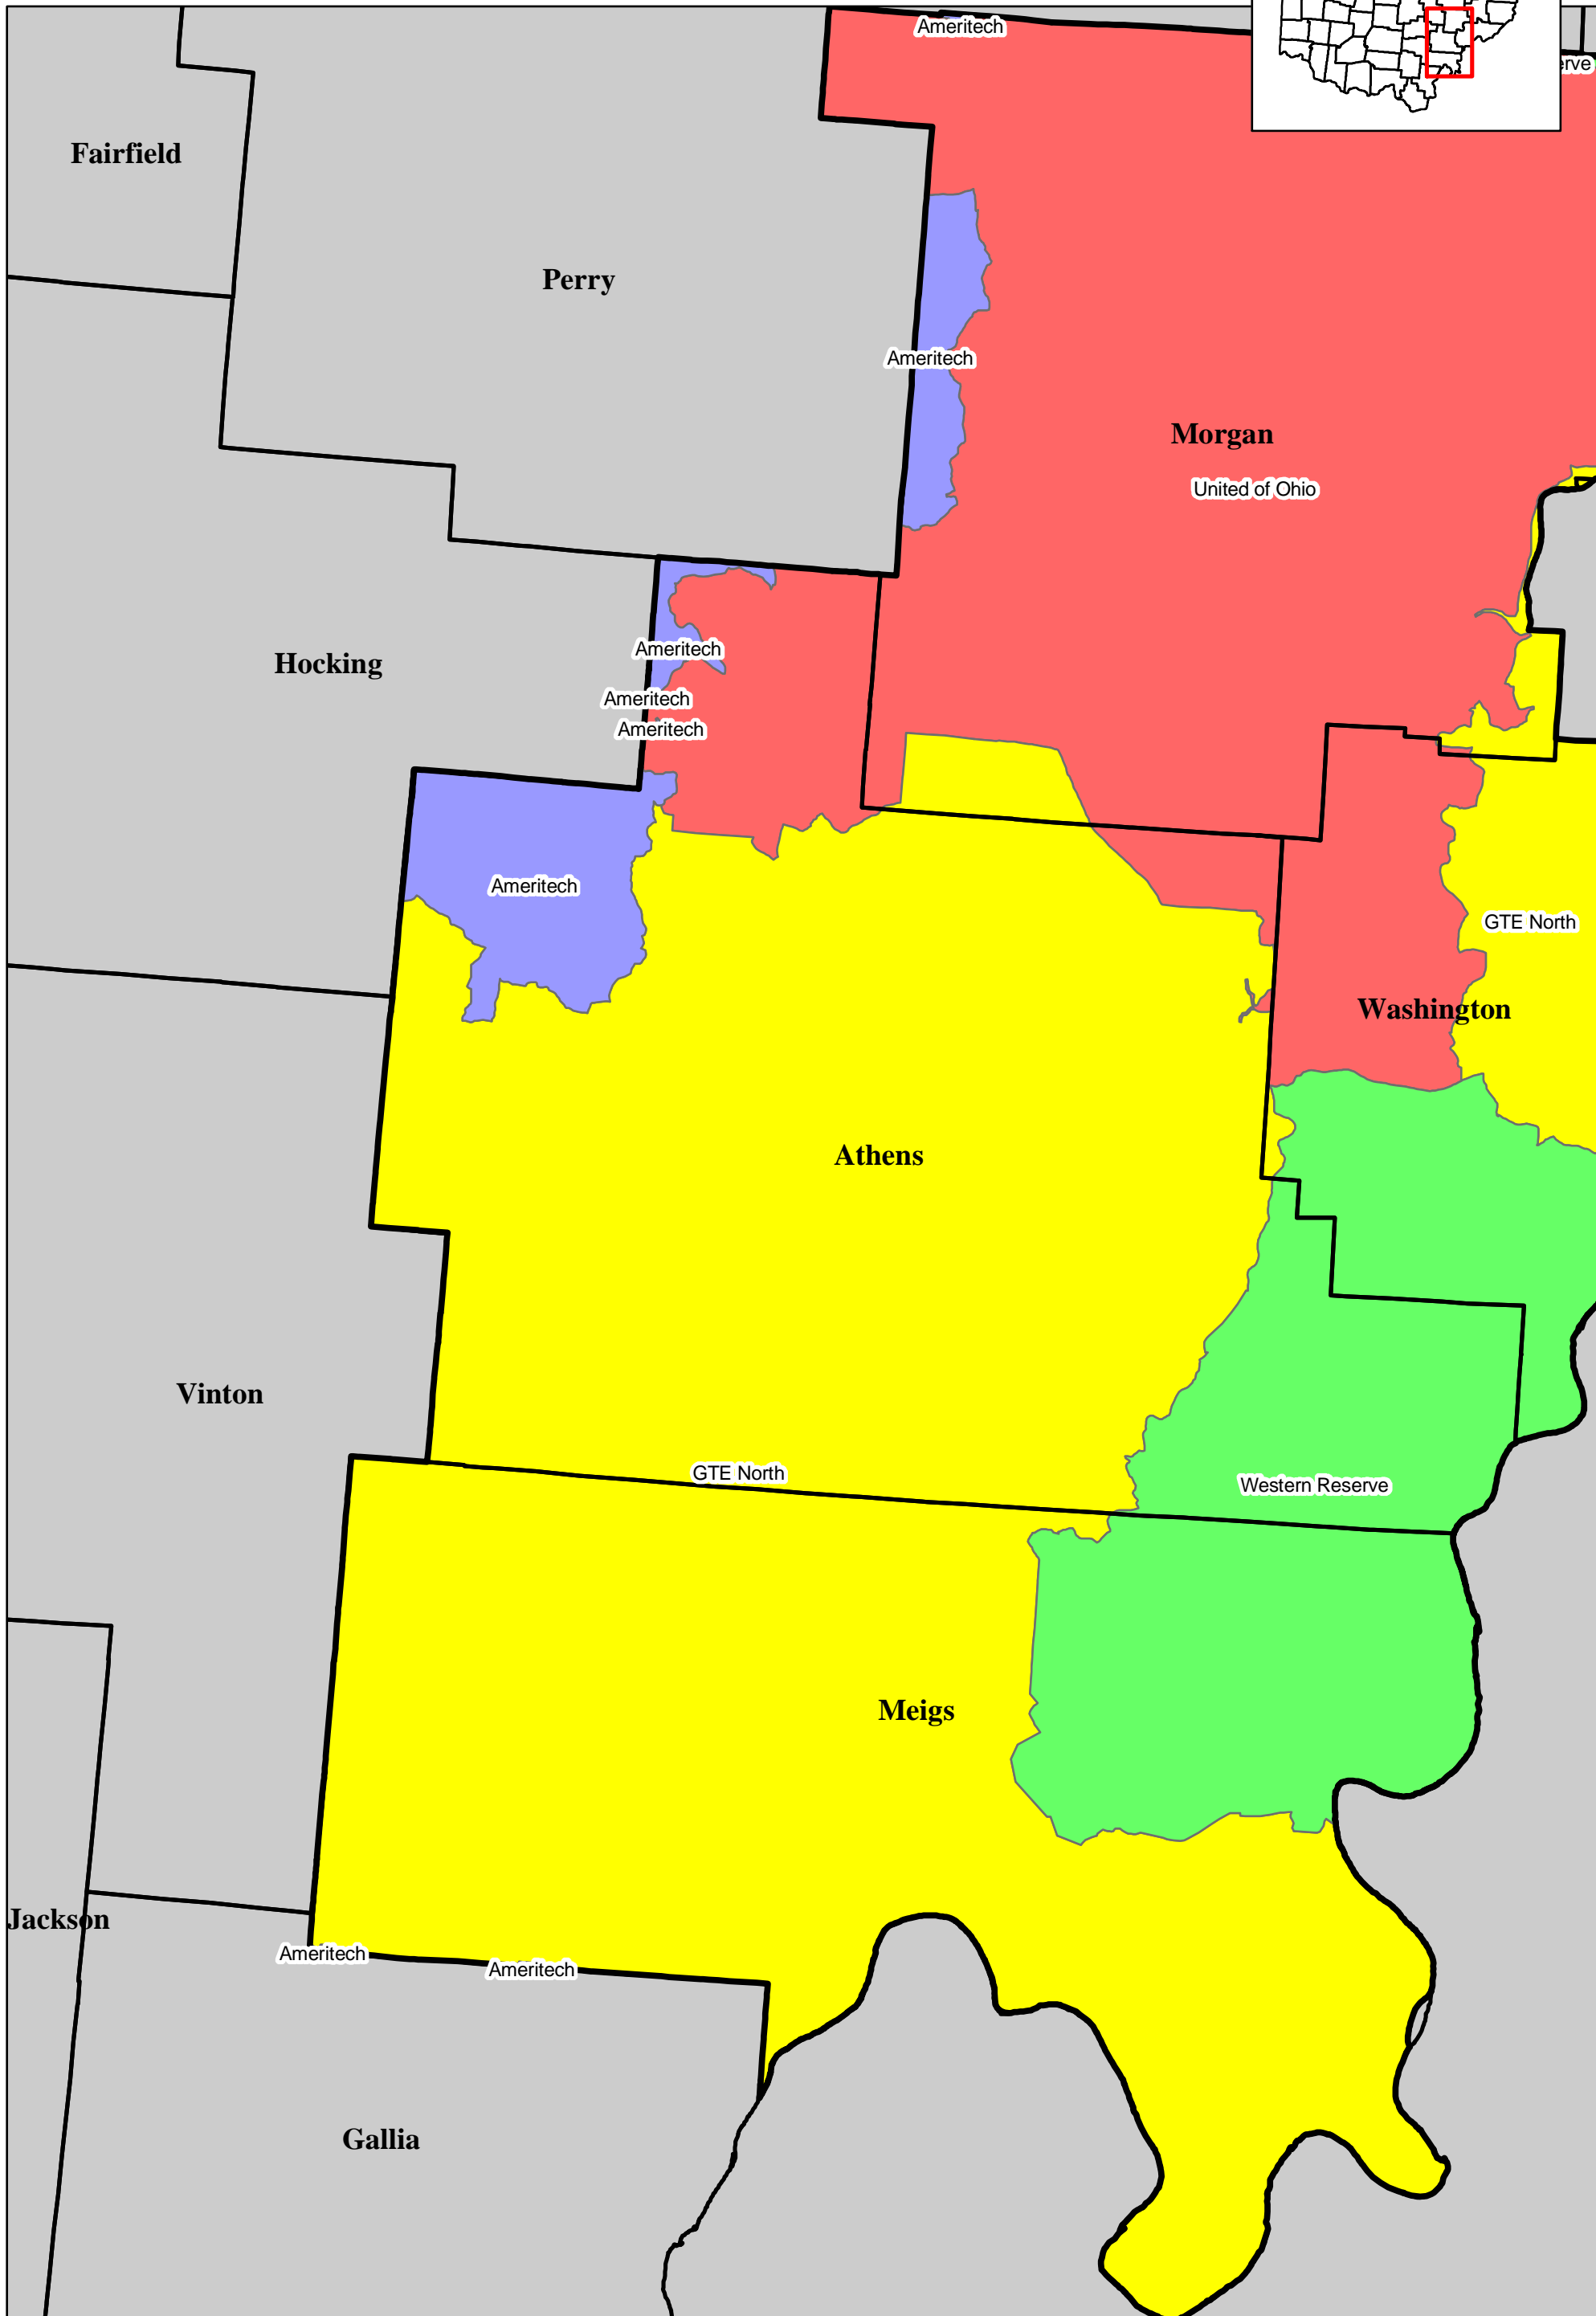 Ameritech
erve
Fairfield
Perry
Ameritech
Morgan
United of Ohio
Ameritech
Hocking
Ameritech
Ameritech
Ameritech
GTE North
Washington
Athens
Vinton
GTE North
Western Reserve
Meigs
Jackson
Ameritech
Ameritech
Gallia